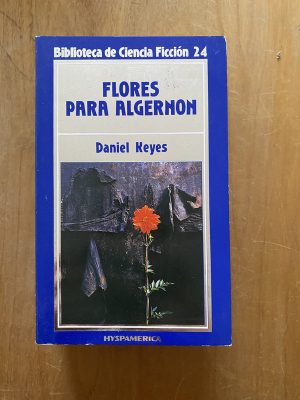 Biblioteca de Ciencia Ficción 24
FLORES
PARA ALGERNON
Daniel Keyes
HYSPAMERICA